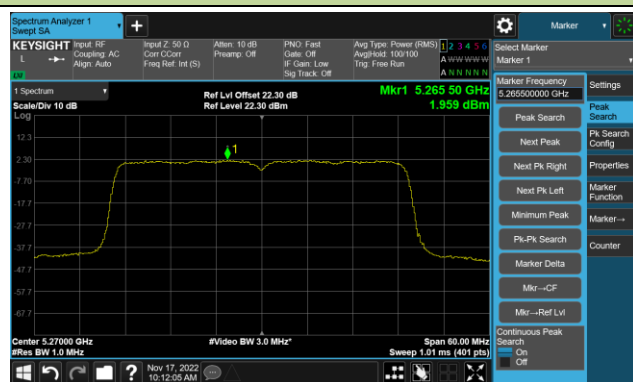 Spectrum Analyzer 1
Swept SA
Marker
KEYSIGHT
L
Input: RF
Coupling: AC
Align: Auto
Input Z: 50 Ω
Corr CCorr
Freq Ref: Int (S)
Atten: 10 dB
Preamp: Off
PNO: Fast
Gate: Off
IF Gain: Low
Sig Track: Off
Avg Type: Power (RMS)
Avg|Hold: 100/100
Trig: Free Run
1 2 3 4 5 6
A W W W W W
A N N N N N
Select Marker
Marker 1
1 Spectrum
Scale/Div 10 dB
Log
Ref Lvl Offset 22.30 dB
Ref Level 22.30 dBm
Mkr1 5.265 50 GHz
1.959 dBm
12.3
2.30
-7.70
-17.7
-27.7
-37.7
-47.7
-57.7
-67.7
1
Center 5.27000 GHz
#Res BW 1.0 MHz
#Video BW 3.0 MHz*
Span 60.00 MHz
Sweep 1.01 ms (401 pts)
Marker Frequency
5.265500000 GHz
Peak Search
Next Peak
Next Pk Right
Next Pk Left
Minimum Peak
Pk-Pk Search
Marker Delta
Mkr→CF
Mkr→Ref Lvl
Continuous Peak
Search
On
Off
Settings
Peak
Search
Pk Search
Config
Properties
Marker
Function
Marker→
Counter
?
Nov 17, 2022
10:12:05 AM